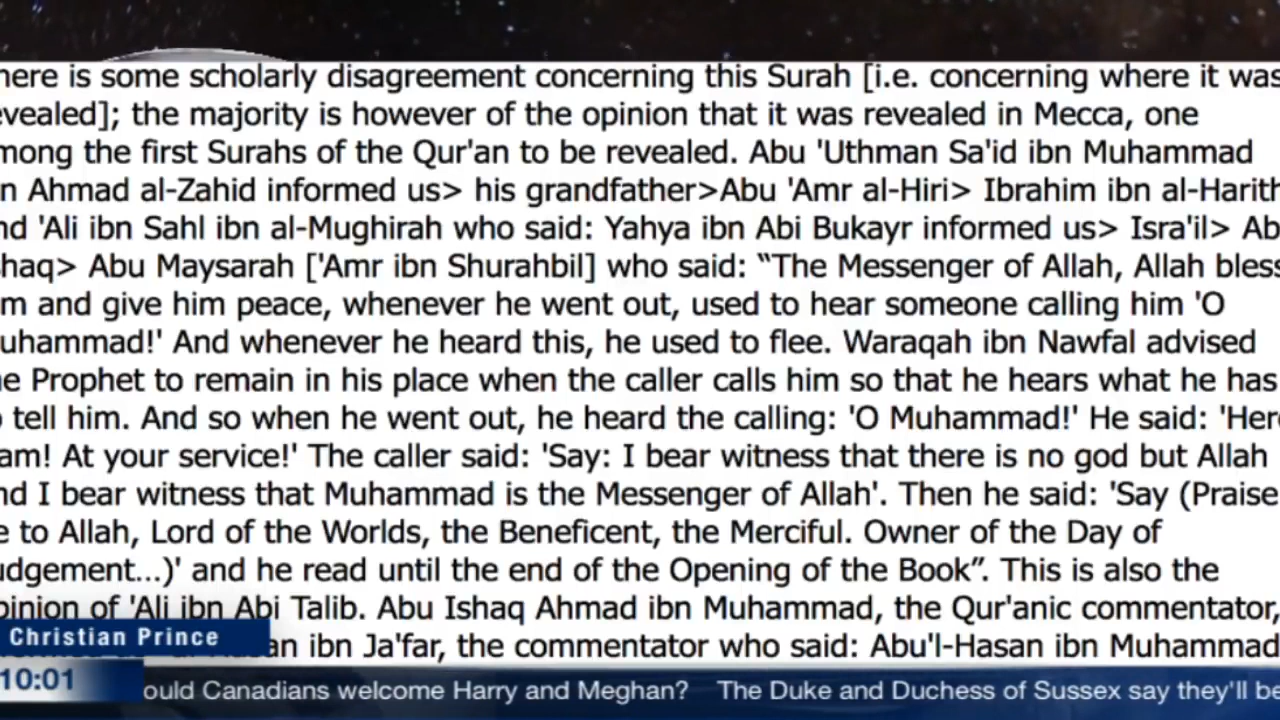 here is some scholarly disagreement concerning this Surah [i.e. concerning where it was
evealed]; the majority is however of the opinion that it was revealed in Mecca, one
mong the first Surahs of the Qur'an to be revealed. Abu 'Uthman Sa'id ibn Muhammad
n Ahmad al-Zahid informed us> his grandfather>Abu 'Amr al-Hiri> Ibrahim ibn al-Harith
nd 'Ali ibn Sahl ibn al-Mughirah who said: Yahya ibn Abi Bukayr informed us> Isra'il> Ab
shaq> Abu Maysarah ['Amr ibn Shurahbil] who said: “The Messenger of Allah, Allah bless
m and give him peace, whenever he went out, used to hear someone calling him 'O
uhammad!' And whenever he heard this, he used to flee. Waraqah ibn Nawfal advised
e Prophet to remain in his place when the caller calls him so that he hears what he has
o tell him. And so when he went out, he heard the calling: 'O Muhammad!' He said: 'Here
am! At your service!' The caller said: 'Say: I bear witness that there is no god but Allah
nd I bear witness that Muhammad is the Messenger of Allah'. Then he said: 'Say (Praise
e to Allah, Lord of the Worlds, the Beneficent, the Merciful. Owner of the Day of
udgement...)' and he read until the end of the Opening of the Book”. This is also the
pinion of 'Ali ibn Abi Talib. Abu Ishaq Ahmad ibn Muhammad, the Qur'anic commentator,
an ibn Ja'far, the commentator who said: Abu'l-Hasan ibn Muhammad
Christian Prince
10:01
ould Canadians welcome Harry and Meghan? The Duke and Duchess of Sussex say they'll be